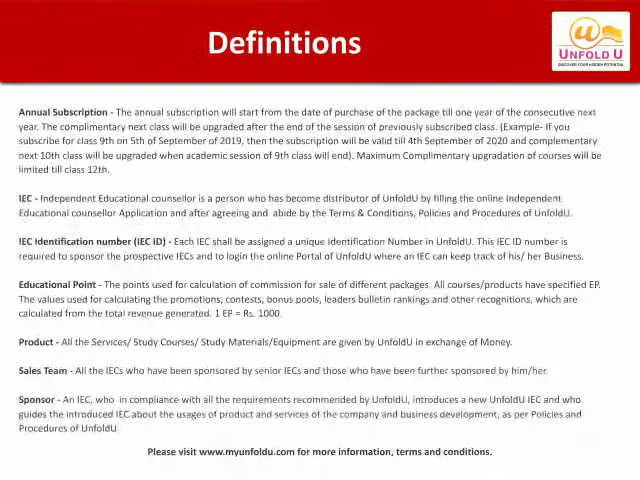 Definitions
UNFOLD U
DISCOVER YOUR HIDDEN POTENTIAL
Annual Subscription - The annual subscription will start from the date of purchase of the package till one year of the consecutive next
year. The complimentary next class will be upgraded after the end of the session of previously subscribed class. (Example- If you
subscribe for class 9th on 5th of September of 2019, then the subscription will be valid till 4th September of 2020 and complementary
next 10th class will be upgraded when academic session of 9th class will end). Maximum Complimentary upgradation of courses will be
limited till class 12th.
IEC - Independent Educational counsellor is a person who has become distributor of UnfoldU by filling the online Independent
Educational counsellor Application and after agreeing and abide by the Terms & Conditions, Policies and Procedures of UnfoldU.
IEC identification number (IEC ID) - Each IEC shall be assigned a unique Identification Number in UnfoldU. This IEC ID number is
required to sponsor the prospective IECs and to login the online Portal of UnfoldU where an IEC can keep track of his/ her Business.
Educational Point - The points used for calculation of commission for sale of different packages. All courses/products have specified EP.
The values used for calculating the promotions, contests, bonus pools, leaders bulletin rankings and other recognitions, which are
calculated from the total revenue generated. 1 EP = Rs. 1000.
Product - All the Services/ Study Courses/ Study Materials/Equipment are given by UnfoldU in exchange of Money.
Sales Team - All the IECs who have been sponsored by senior IECs and those who have been further sponsored by him/her.
Sponsor - An IEC, who in compliance with all the requirements recommended by UnfoldU, introduces a new UnfoldU IEC and who
guides the introduced IEC about the usages of product and services of the company and business development, as per Policies and
Procedures of UnfoldU
Please visit www.myunfoldu.com for more information, terms and conditions.